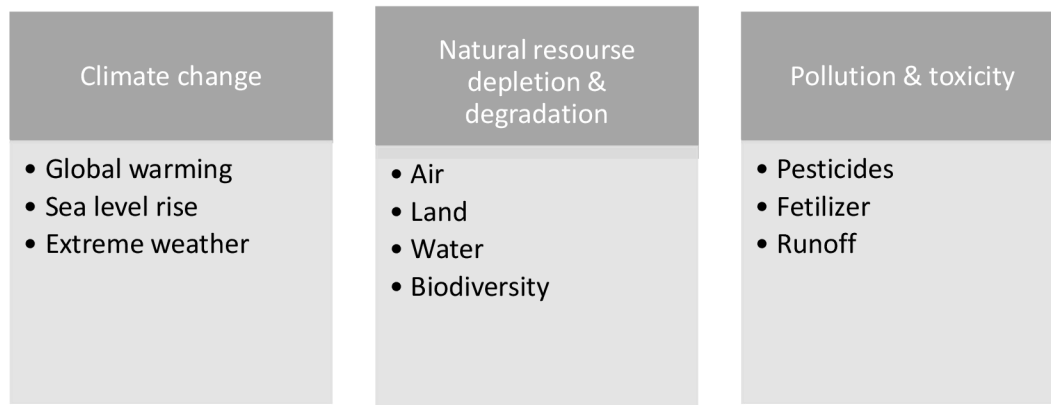 Climate change
• Global warming
• Sea level rise
• Extreme weather
Natural resourse
depletion &
degradation
• Air
• Land
• Water
• Biodiversity
Pollution & toxicity
• Pesticides
• Fetilizer
• Runoff